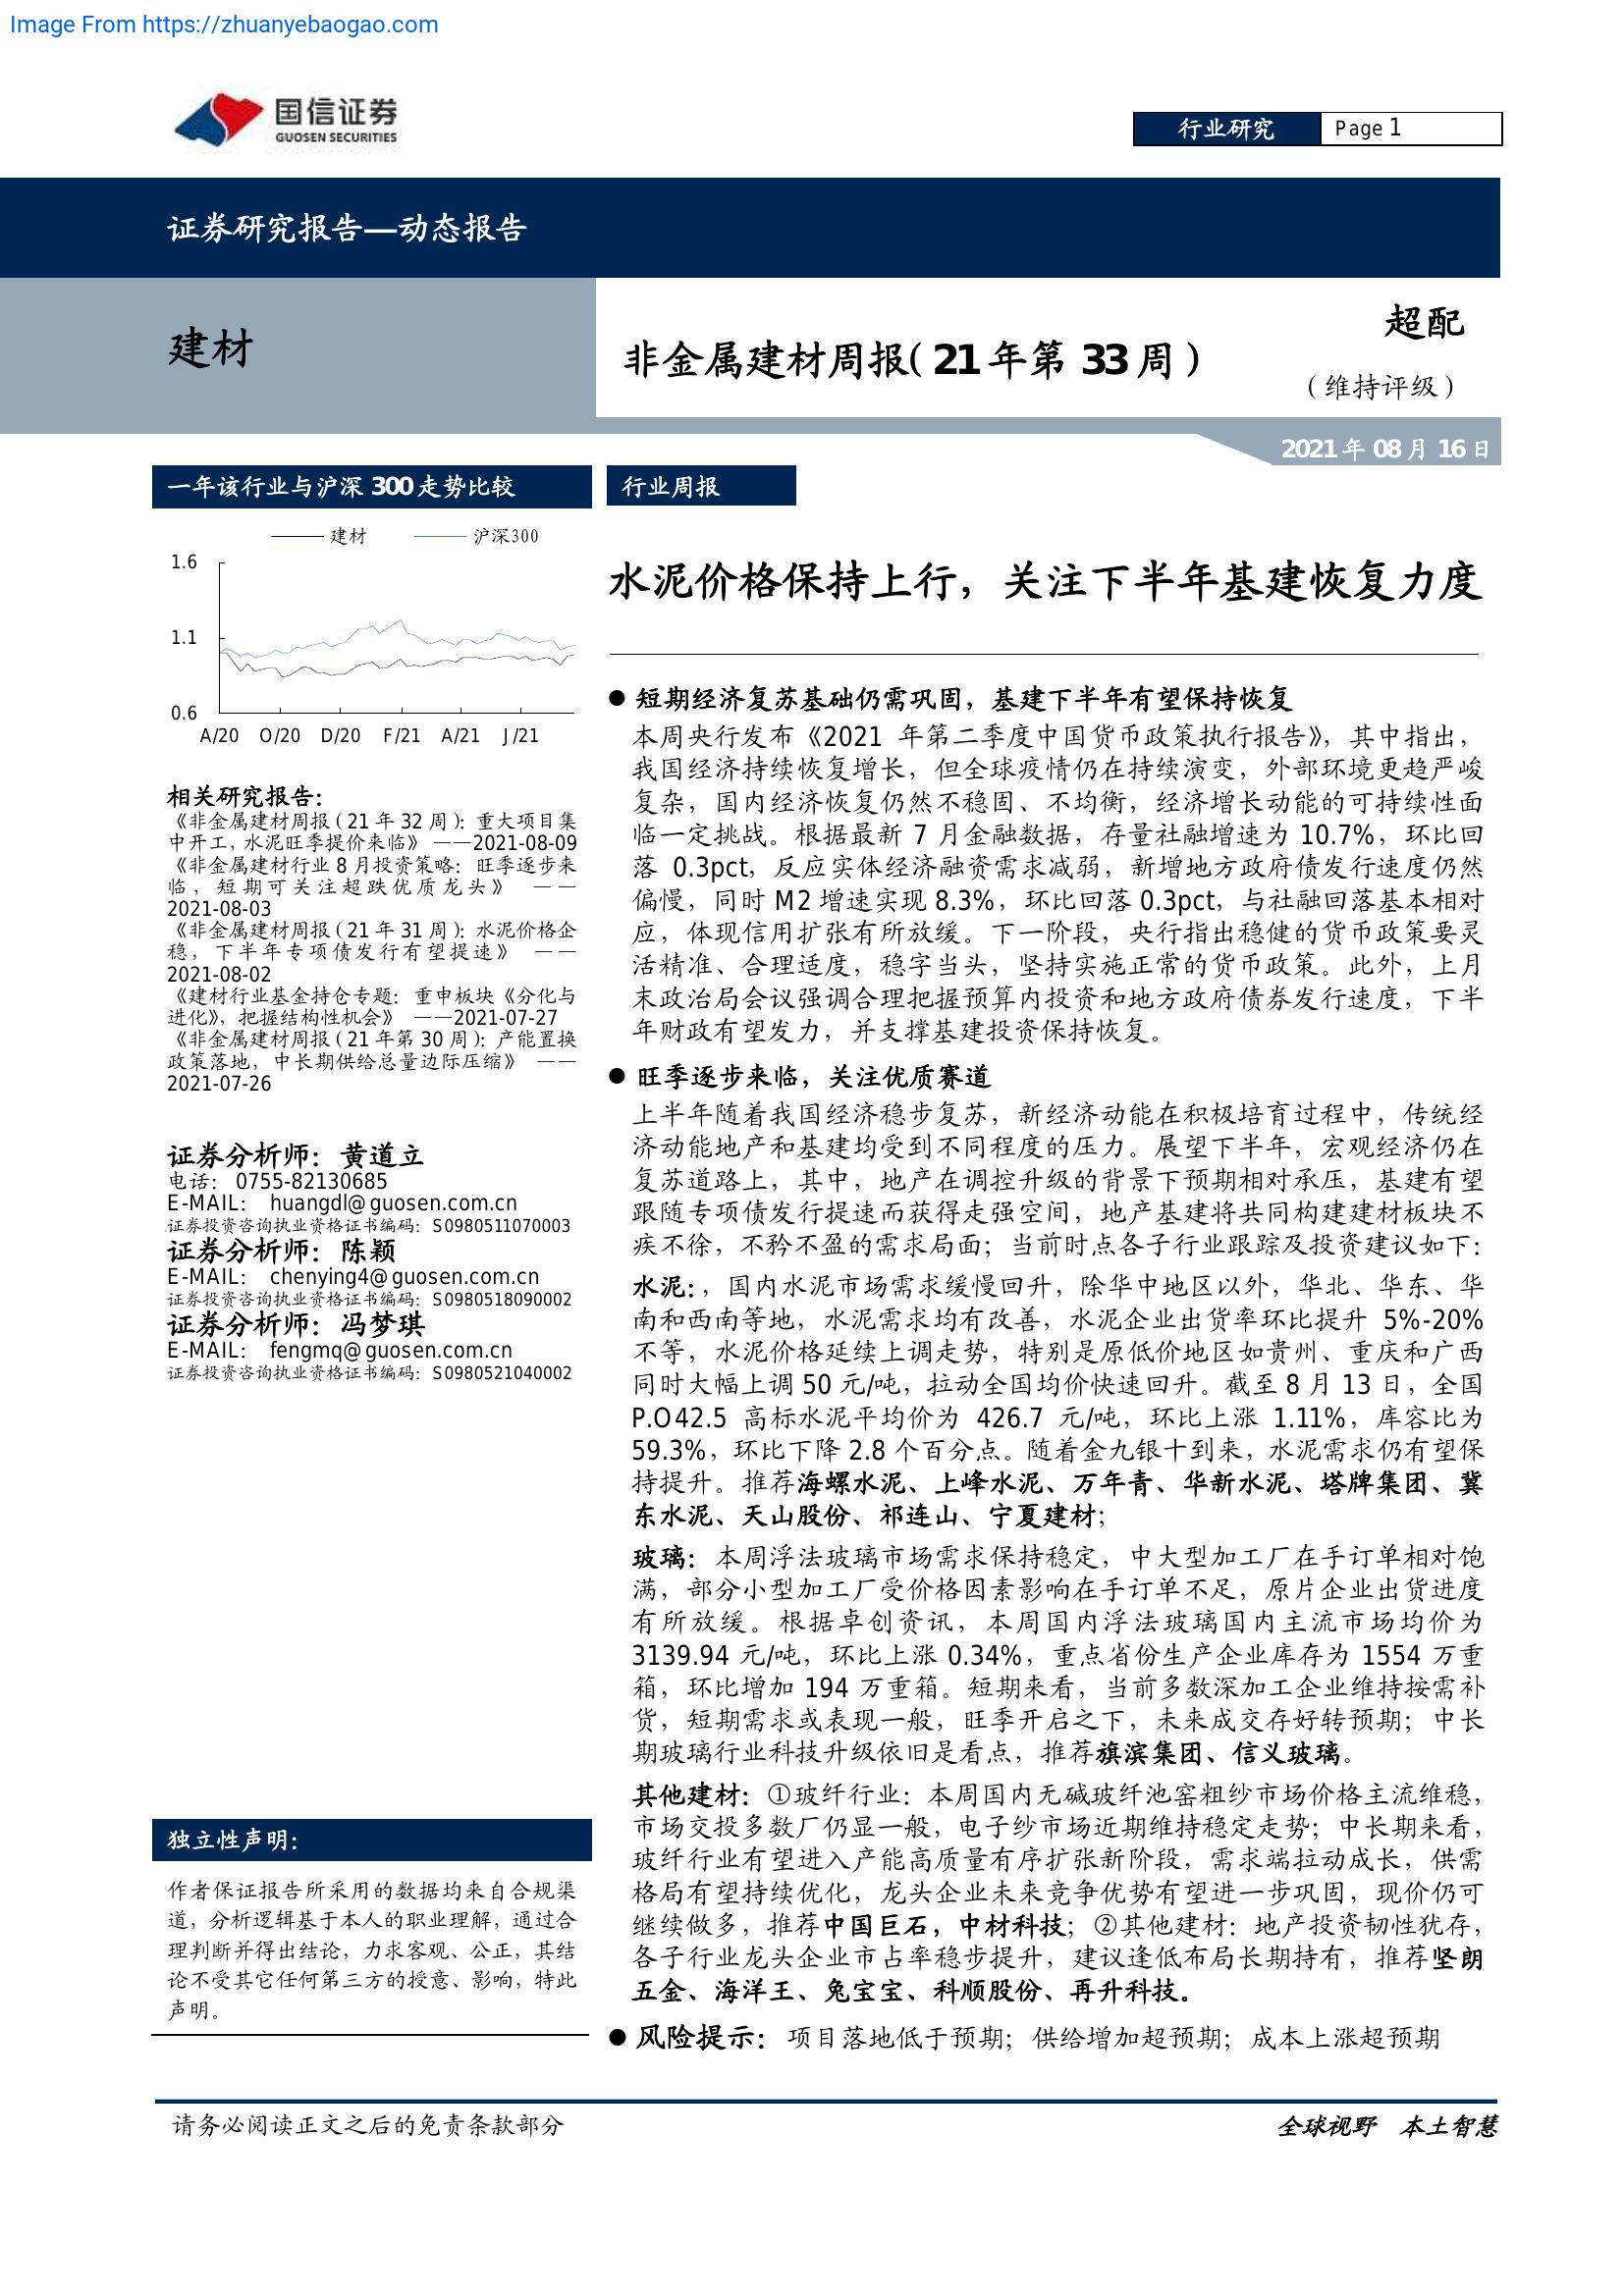 Image From https://zhuanyebaogao.com
国信证券
GUOSEN SECURITIES
行业研究
Page 1
证券研究报告—动态报告
建材
非金属建材周报（21 年第 33 周）
超配
（维持评级）
2021 年 08 月 16 日
一年该行业与沪深 300 走势比较
建材 沪深300
1.6
1.1
0.6
A/20 O/20 D/20 F/21 A/21 J/21
相关研究报告：
《非金属建材周报（21 年 32 周）：重大项目集
中开工，水泥旺季提价来临》 ——2021-08-09
《非金属建材行业 8 月投资策略：旺季逐步来
临，短期可关注超跌优质龙头》 ——
2021-08-03
《非金属建材周报（21 年 31 周）：水泥价格企
稳，下半年专项债发行有望提速》 ——
2021-08-02
《建材行业基金持仓专题：重申板块《分化与
进化》，把握结构性机会》 ——2021-07-27
《非金属建材周报（21 年第 30 周）：产能置换
政策落地，中长期供给总量边际压缩》 ——
2021-07-26
证券分析师：黄道立
电话： 0755-82130685
E-MAIL： huangdl@guosen.com.cn
证券投资咨询执业资格证书编码：S0980511070003
证券分析师：陈颖
E-MAIL： chenying4@guosen.com.cn
证券投资咨询执业资格证书编码：S0980518090002
证券分析师：冯梦琪
E-MAIL： fengmq@guosen.com.cn
证券投资咨询执业资格证书编码：S0980521040002
独立性声明：
作者保证报告所采用的数据均来自合规渠
道，分析逻辑基于本人的职业理解，通过合
理判断并得出结论，力求客观、公正，其结
论不受其它任何第三方的授意、影响，特此
声明。
行业周报
水泥价格保持上行，关注下半年基建恢复力度
● 短期经济复苏基础仍需巩固，基建下半年有望保持恢复
本周央行发布《2021 年第二季度中国货币政策执行报告》，其中指出，
我国经济持续恢复增长，但全球疫情仍在持续演变，外部环境更趋严峻
复杂，国内经济恢复仍然不稳固、不均衡，经济增长动能的可持续性面
临一定挑战。根据最新 7 月金融数据，存量社融增速为 10.7%，环比回
落 0.3pct，反应实体经济融资需求减弱，新增地方政府债发行速度仍然
偏慢，同时 M2 增速实现 8.3%，环比回落 0.3pct，与社融回落基本相对
应，体现信用扩张有所放缓。下一阶段，央行指出稳健的货币政策要灵
活精准、合理适度，稳字当头，坚持实施正常的货币政策。此外，上月
末政治局会议强调合理把握预算内投资和地方政府债券发行速度，下半
年财政有望发力，并支撑基建投资保持恢复。
● 旺季逐步来临，关注优质赛道
上半年随着我国经济稳步复苏，新经济动能在积极培育过程中，传统经
济动能地产和基建均受到不同程度的压力。展望下半年，宏观经济仍在
复苏道路上，其中，地产在调控升级的背景下预期相对承压，基建有望
跟随专项债发行提速而获得走强空间，地产基建将共同构建建材板块不
疾不徐，不矜不盈的需求局面；当前时点各子行业跟踪及投资建议如下：
水泥：，国内水泥市场需求缓慢回升，除华中地区以外，华北、华东、华
南和西南等地，水泥需求均有改善，水泥企业出货率环比提升 5%-20%
不等，水泥价格延续上调走势，特别是原低价地区如贵州、重庆和广西
同时大幅上调 50 元/吨，拉动全国均价快速回升。截至 8 月 13 日，全国
P.O42.5 高标水泥平均价为 426.7 元/吨，环比上涨 1.11%，库容比为
59.3%，环比下降 2.8 个百分点。随着金九银十到来，水泥需求仍有望保
持提升。推荐海螺水泥、上峰水泥、万年青、华新水泥、塔牌集团、冀
东水泥、天山股份、祁连山、宁夏建材；
玻璃：本周浮法玻璃市场需求保持稳定，中大型加工厂在手订单相对饱
满，部分小型加工厂受价格因素影响在手订单不足，原片企业出货进度
有所放缓。根据卓创资讯，本周国内浮法玻璃国内主流市场均价为
3139.94 元/吨，环比上涨 0.34%，重点省份生产企业库存为 1554 万重
箱，环比增加 194 万重箱。短期来看，当前多数深加工企业维持按需补
货，短期需求或表现一般，旺季开启之下，未来成交存好转预期；中长
期玻璃行业科技升级依旧是看点，推荐旗滨集团、信义玻璃。
其他建材：①玻纤行业：本周国内无碱玻纤池窑粗纱市场价格主流维稳，
市场交投多数厂仍显一般，电子纱市场近期维持稳定走势；中长期来看，
玻纤行业有望进入产能高质量有序扩张新阶段，需求端拉动成长，供需
格局有望持续优化，龙头企业未来竞争优势有望进一步巩固，现价仍可
继续做多，推荐中国巨石，中材科技；②其他建材：地产投资韧性犹存，
各子行业龙头企业市占率稳步提升，建议逢低布局长期持有，推荐坚朗
五金、海洋王、兔宝宝、科顺股份、再升科技。
● 风险提示：项目落地低于预期；供给增加超预期；成本上涨超预期
请务必阅读正文之后的免责条款部分
全球视野 本土智慧